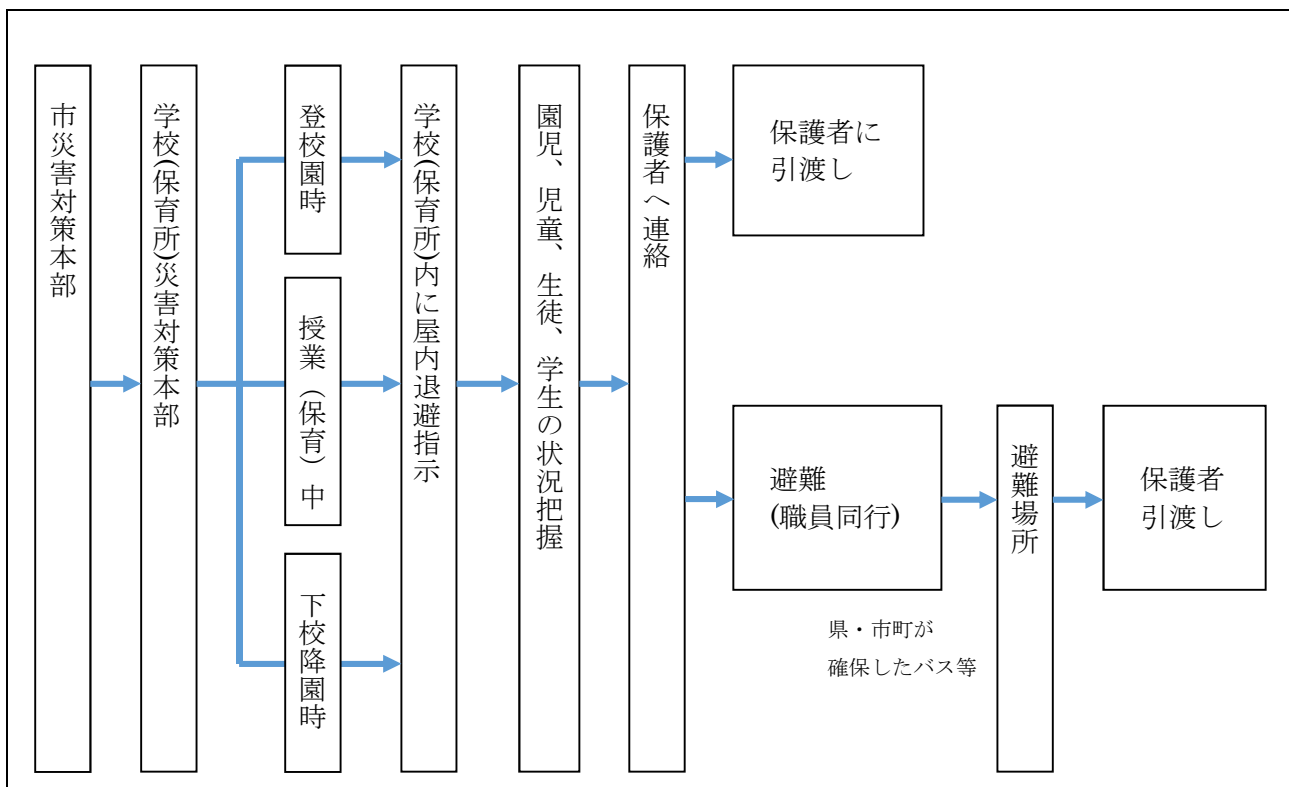 市災害対策本部
学校(保育所)災害対策本部
登校園時
授業（保育）中
下校降園時
学校(保育所)内に屋内退避指示
園児、児童、生徒、学生の状況把握
保護者へ連絡
保護者に
引渡し
避難
(職員同行)
県・市町が
確保したバス等
避難場所
保護者
引渡し